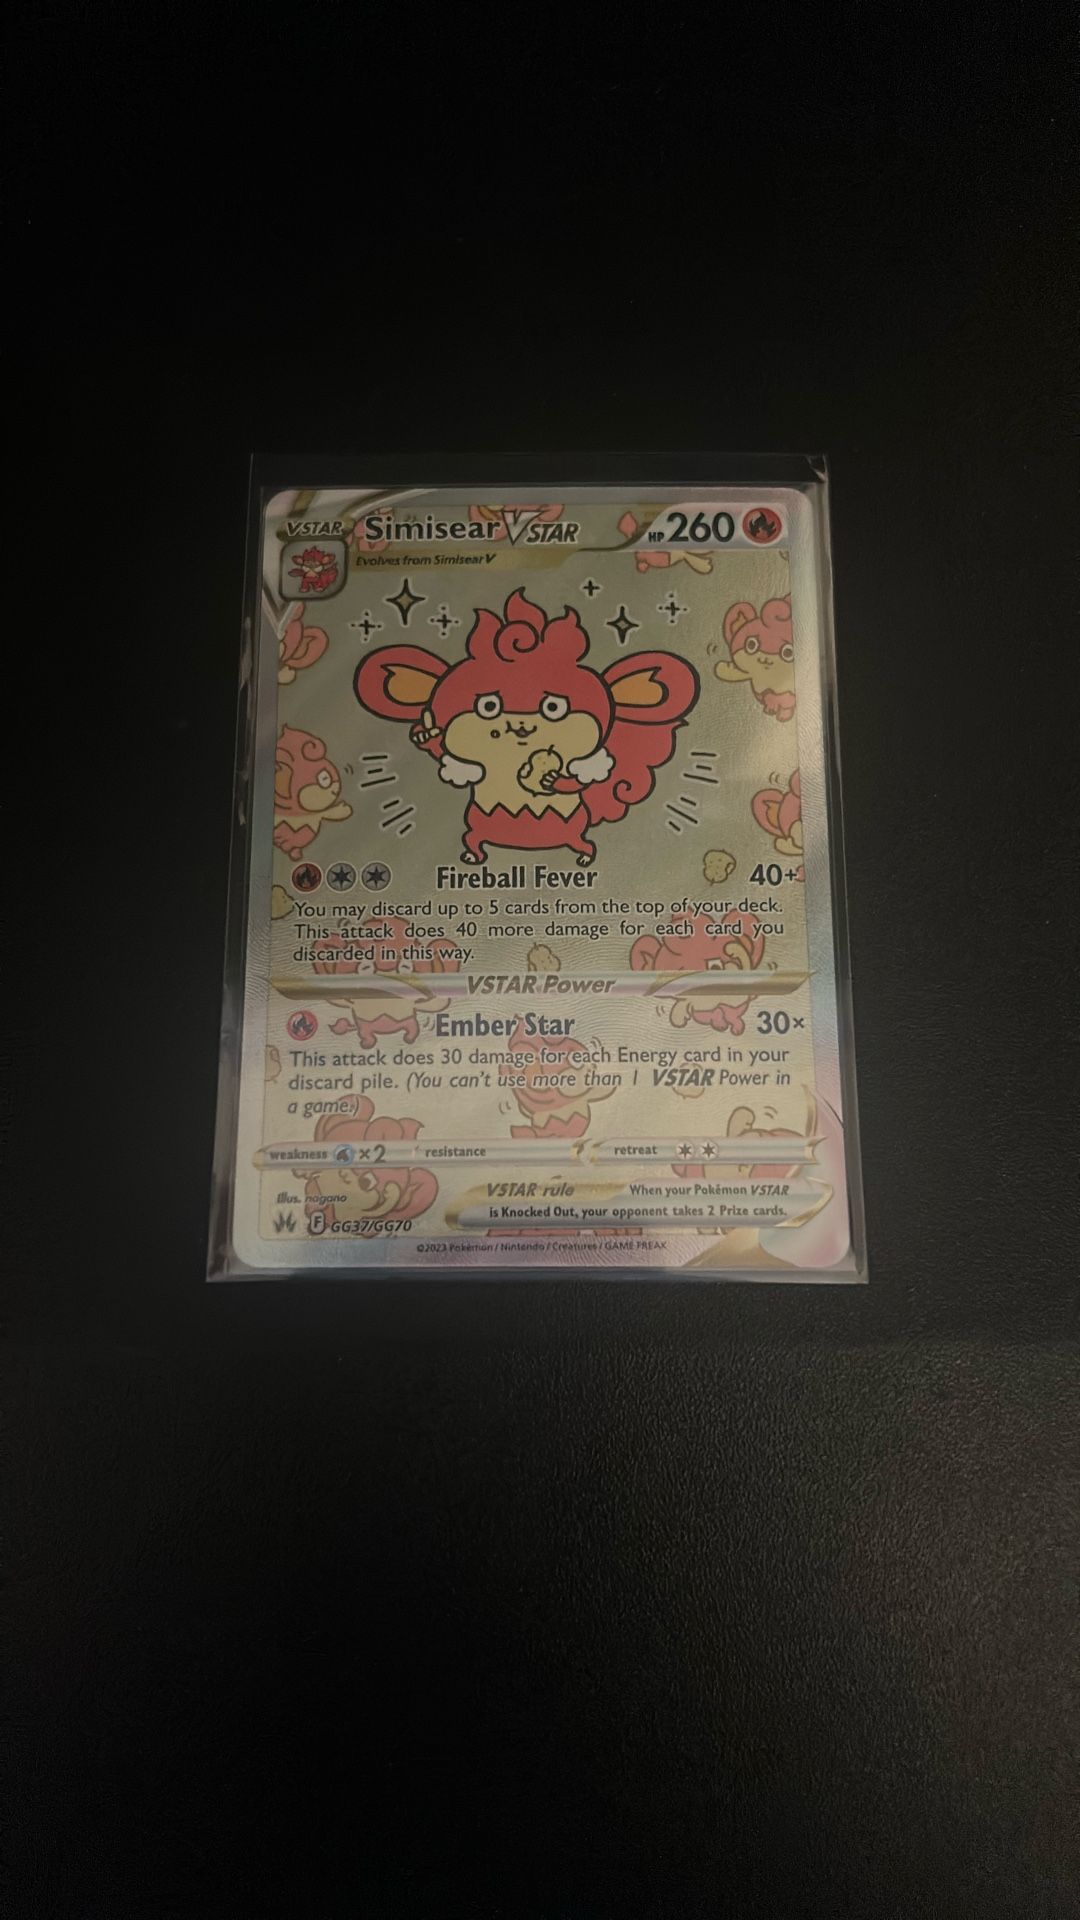 VSTAR Simisear VSTAR HP 260
Evolves from Simisear V
Fireball Fever 40+
You may discard up to 5 cards from the top of your deck.
This attack does 40 more damage for each card you
discarded in this way.
VSTAR Power
Ember Star 30×
This attack does 30 damage for each Energy card in your
discard pile. (You can't use more than 1 VSTAR Power in
a game.)
weakness ×2 resistance retreat
Illus. nagano
VSTAR rule When your Pokémon VSTAR
is Knocked Out, your opponent takes 2 Prize cards.
F GG37/GG70
©2023 Pokémon / Nintendo / Creatures / GAME FREAK